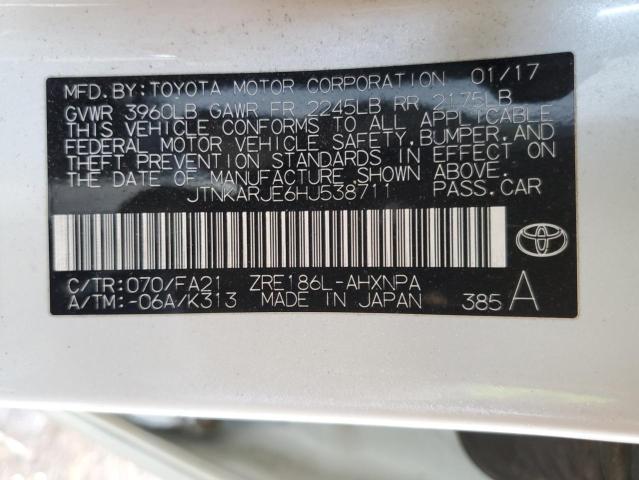 MFD. BY: TOYOTA MOTOR CORPORATION 01/17
GVWR 3960LB GAWR FR 2245LB RR 2175LB
THIS VEHICLE CONFORMS TO ALL APPLICABLE
FEDERAL MOTOR VEHICLE SAFETY, BUMPER, AND
THEFT PREVENTION STANDARDS IN EFFECT ON
THE DATE OF MANUFACTURE SHOWN ABOVE.
JTNKARJE6HJ538711 PASS. CAR
C/TR: 070/FA21 ZRE186L-AHXNPA
A/TM: -06A/K313 MADE IN JAPAN 385 A